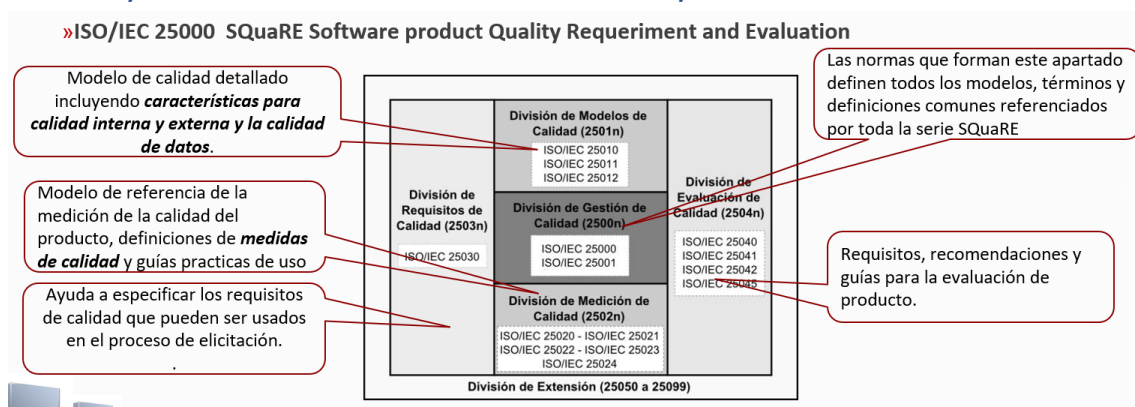 »ISO/IEC 25000 SQuaRE Software product Quality Requeriment and Evaluation
Modelo de calidad detallado
incluyendo características para
calidad interna y externa y la calidad
de datos.
Modelo de referencia de la
medición de la calidad del
producto, definiciones de medidas
de calidad y guías practicas de uso
Ayuda a especificar los requisitos
de calidad que pueden ser usados
en el proceso de elicitación.
.
División de
Requisitos de
Calidad (2503n)
ISO/IEC 25030
División de Modelos de
Calidad (2501n)
ISO/IEC 25010
ISO/IEC 25011
ISO/IEC 25012
División de Gestión de
Calidad (2500n)
ISO/IEC 25000
ISO/IEC 25001
División de Medición de
Calidad (2502n)
ISO/IEC 25020 - ISO/IEC 25021
ISO/IEC 25022 - ISO/IEC 25023
ISO/IEC 25024
División de
Evaluación de
Calidad (2504n)
ISO/IEC 25040
ISO/IEC 25041
ISO/IEC 25042
ISO/IEC 25045
División de Extensión (25050 a 25099)
Las normas que forman este apartado
definen todos los modelos, términos y
definiciones comunes referenciados
por toda la serie SQuaRE
Requisitos, recomendaciones y
guías para la evaluación de
producto.